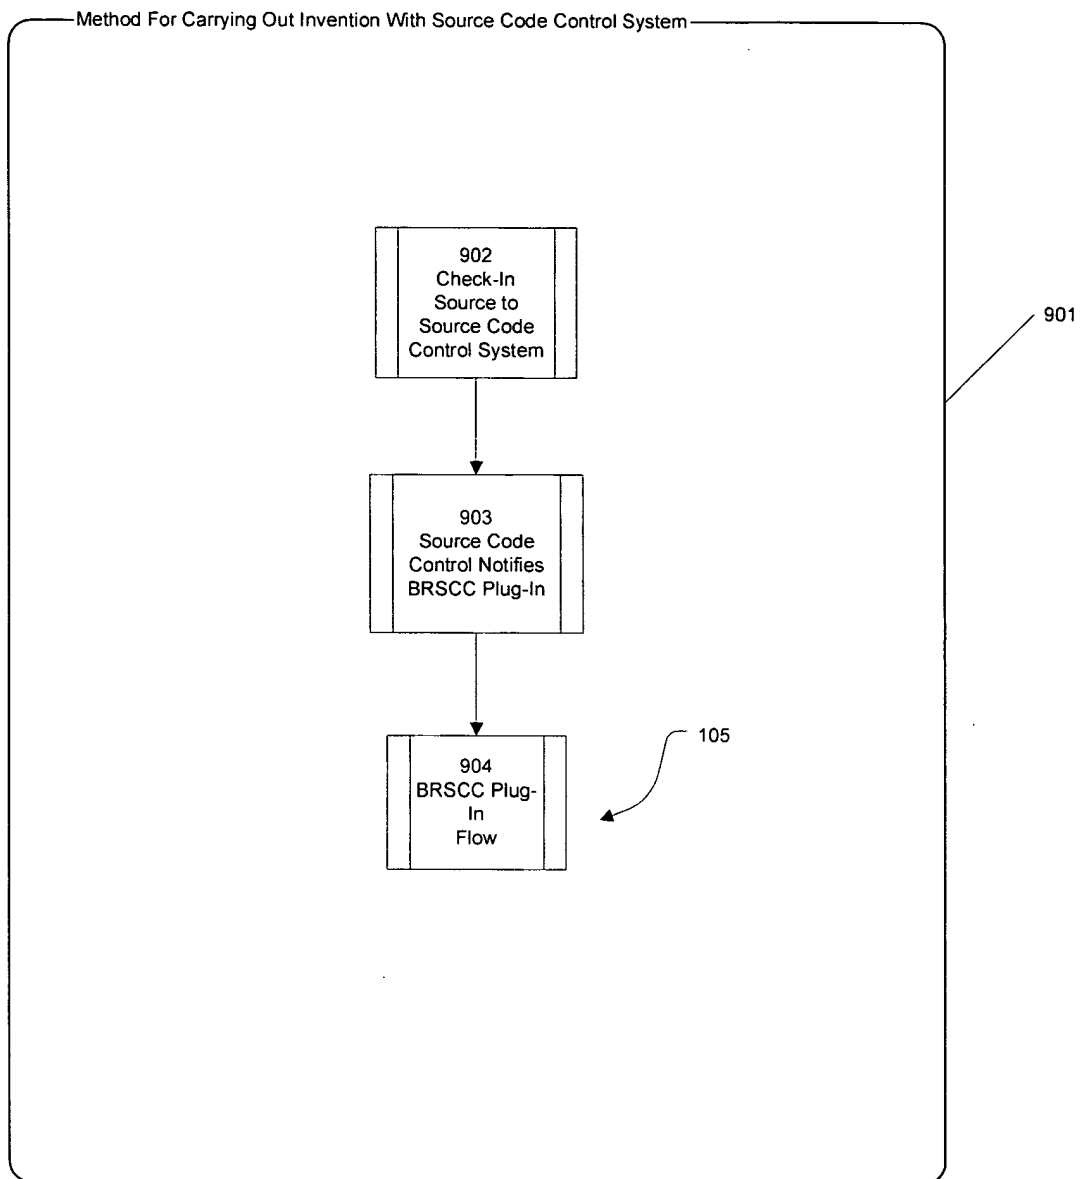 Method For Carrying Out Invention With Source Code Control System
902
Check-In
Source to
Source Code
Control System
901
903
Source Code
Control Notifies
BRSCC Plug-In
105
904
BRSCC Plug-
In
Flow